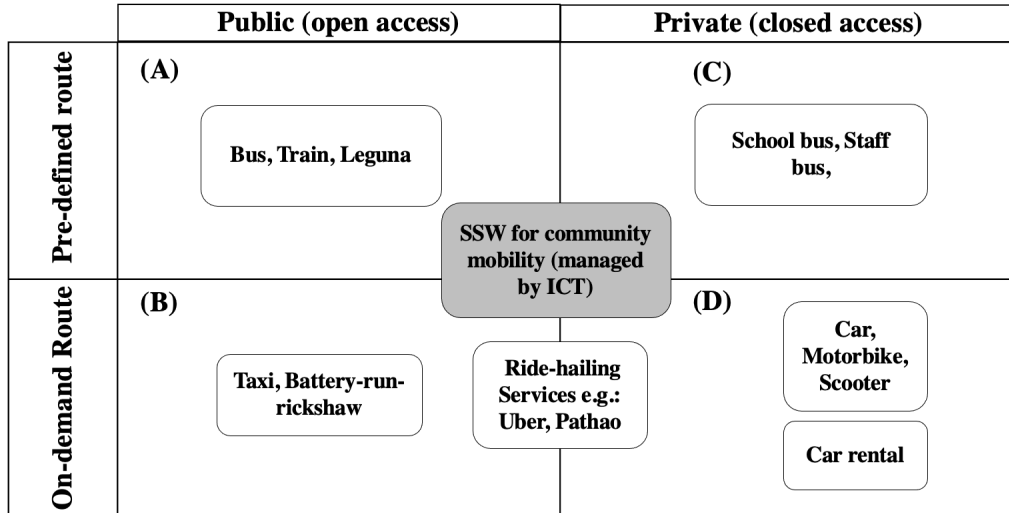 Public (open access)
Private (closed access)
Pre-defined route
(A)
Bus, Train, Leguna
(C)
School bus, Staff
bus,
SSW for community
mobility (managed
by ICT)
On-demand Route
(B)
Taxi, Battery-run-
rickshaw
Ride-hailing
Services e.g.:
Uber, Pathao
(D)
Car,
Motorbike,
Scooter
Car rental